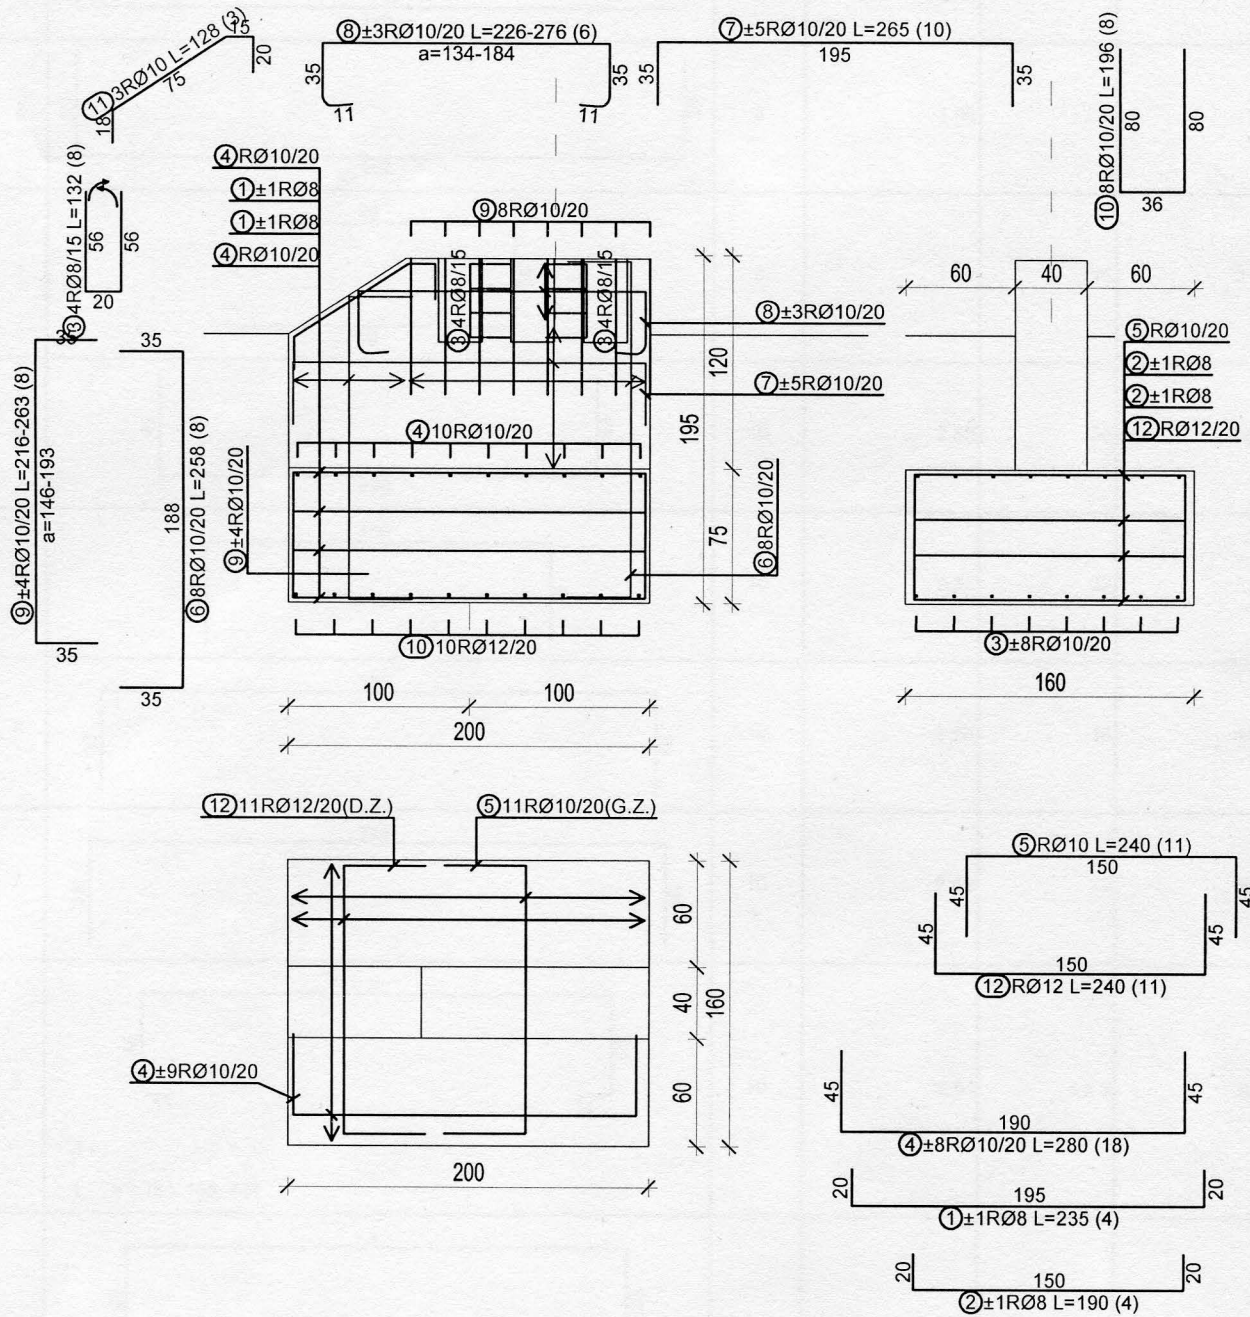 ⑪3RØ10 L=128 (3)
15
20
75
18
⑧±3RØ10/20 L=226-276 (6)
a=134-184
35
35
11
11
⑦±5RØ10/20 L=265 (10)
195
35
35
⑩8RØ10/20 L=196 (8)
80
80
36
③4RØ8/15 L=132 (8)
56
56
20
④RØ10/20
①±1RØ8
①±1RØ8
④RØ10/20
⑨8RØ10/20
③4RØ8/15
③4RØ8/15
⑧±3RØ10/20
⑦±5RØ10/20
120
195
75
60
40
60
⑤RØ10/20
②±1RØ8
②±1RØ8
⑫RØ12/20
⑨±4RØ10/20 L=216-263 (8)
a=146-193
35
35
⑥8RØ10/20 L=258 (8)
35
188
35
④10RØ10/20
⑨±4RØ10/20
⑥8RØ10/20
⑩10RØ12/20
100
100
200
③±8RØ10/20
160
⑫11RØ12/20(D.Z.)
⑤11RØ10/20(G.Z.)
60
40
60
160
④±9RØ10/20
200
⑤RØ10 L=240 (11)
150
45
45
45
45
150
⑫RØ12 L=240 (11)
45
45
190
④±8RØ10/20 L=280 (18)
20
20
195
①±1RØ8 L=235 (4)
20
20
150
②±1RØ8 L=190 (4)